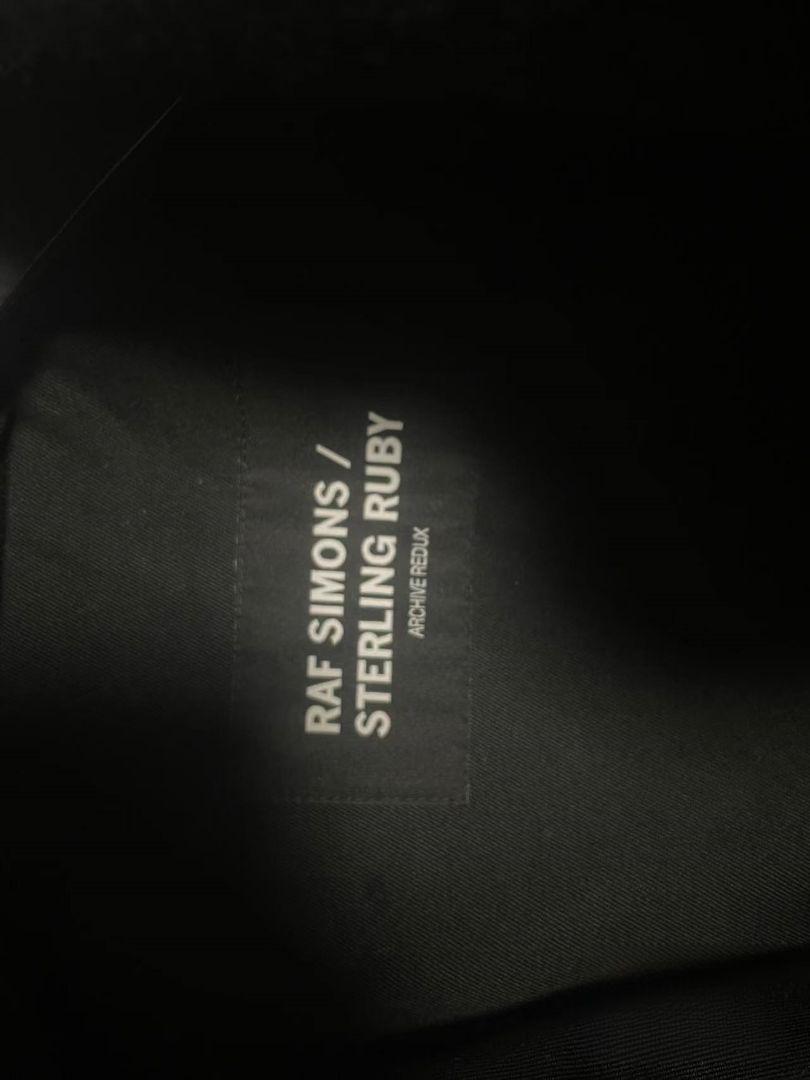 RAF SIMONS /
STERLING RUBY
ARCHIVE REDUX